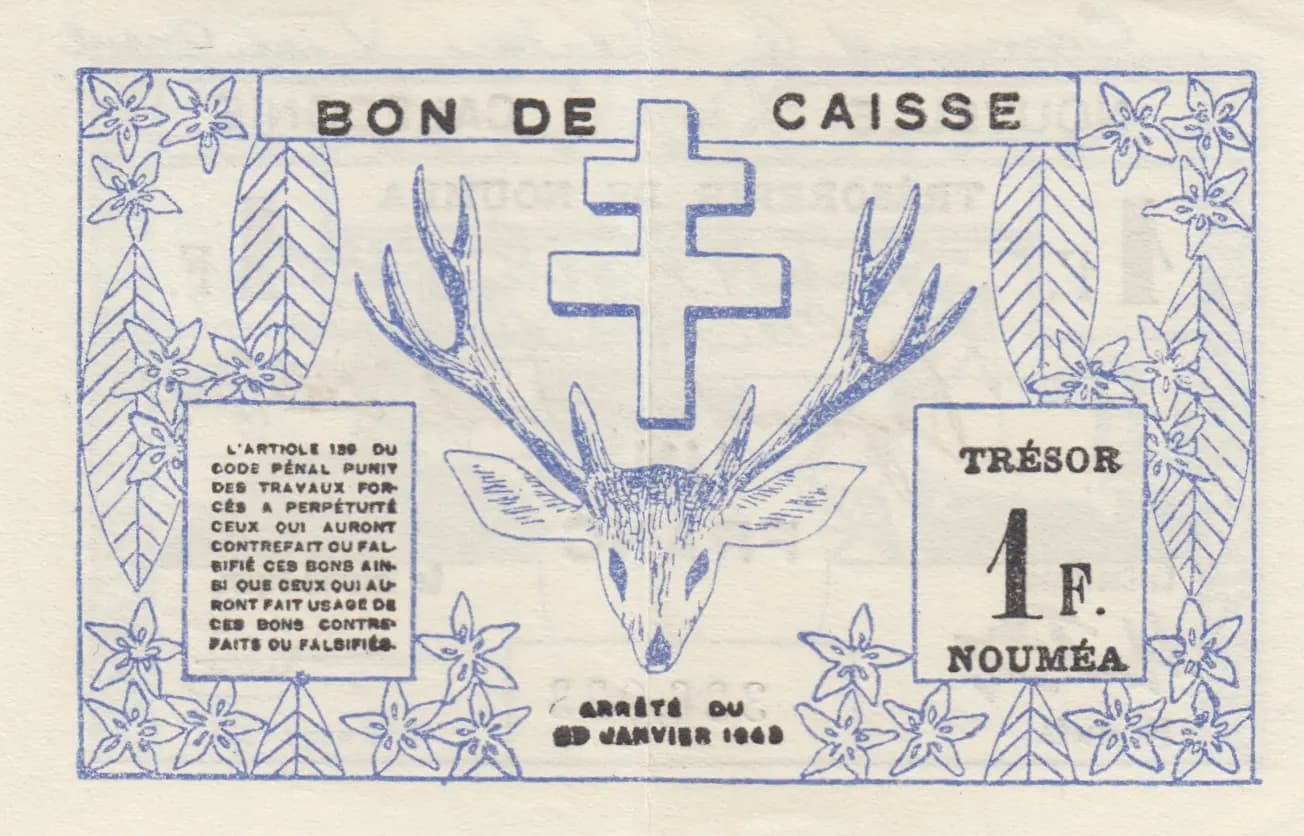 BON DE CAISSE
L'ARTICLE 139 DU
CODE PÉNAL PUNIT
DES TRAVAUX FOR-
CÉS A PERPÉTUITÉ
CEUX QUI AURONT
CONTREFAIT OU FAL-
SIFIÉ CES BONS AIN-
SI QUE CEUX QUI AU-
RONT FAIT USAGE DE
CES BONS CONTRE-
FAITS OU FALSIFIÉS.
TRÉSOR
1 F.
NOUMÉA
ARRÊTÉ DU
JANVIER 1943